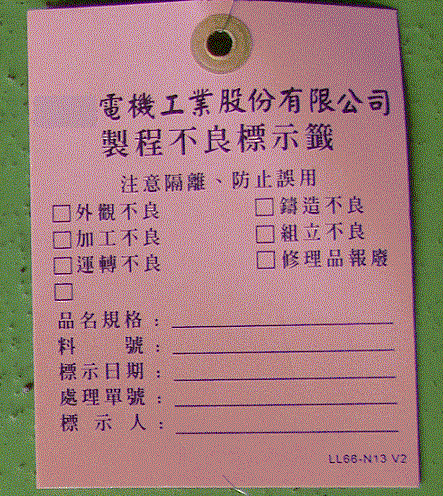 電機工業股份有限公司
製程不良標示籤
注意隔離、防止誤用
□外觀不良 □鑄造不良
□加工不良 □組立不良
□運轉不良 □修理品報廢
□
品名規格：
料號：
標示日期：
處理單號：
標示人：
LL66-N13 V2